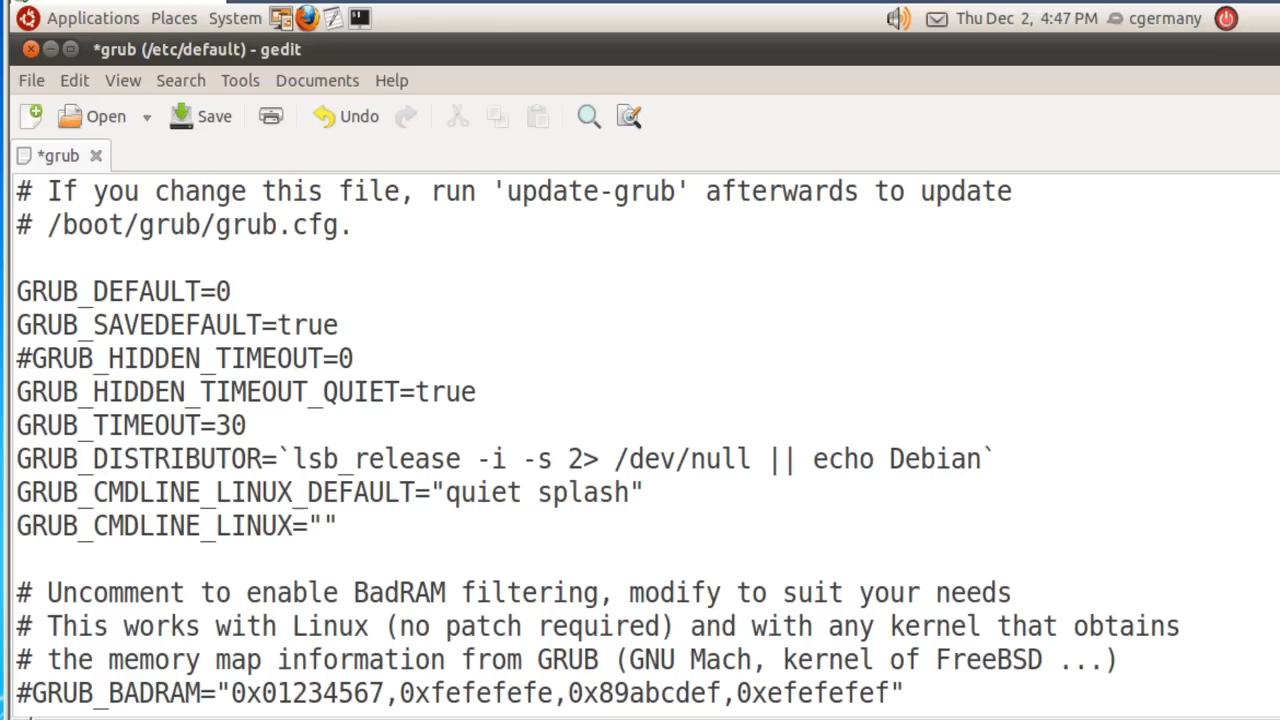 Applications Places System Thu Dec 2, 4:47 PM cgermany
*grub (/etc/default) - gedit
File Edit View Search Tools Documents Help
Open Save Undo
*grub
# If you change this file, run 'update-grub' afterwards to update
# /boot/grub/grub.cfg.
GRUB_DEFAULT=0
GRUB_SAVEDEFAULT=true
#GRUB_HIDDEN_TIMEOUT=0
GRUB_HIDDEN_TIMEOUT_QUIET=true
GRUB_TIMEOUT=30
GRUB_DISTRIBUTOR=`lsb_release -i -s 2> /dev/null || echo Debian`
GRUB_CMDLINE_LINUX_DEFAULT="quiet splash"
GRUB_CMDLINE_LINUX=""
# Uncomment to enable BadRAM filtering, modify to suit your needs
# This works with Linux (no patch required) and with any kernel that obtains
# the memory map information from GRUB (GNU Mach, kernel of FreeBSD ...)
#GRUB_BADRAM="0x01234567,0xfefefefe,0x89abcdef,0xefefefef"